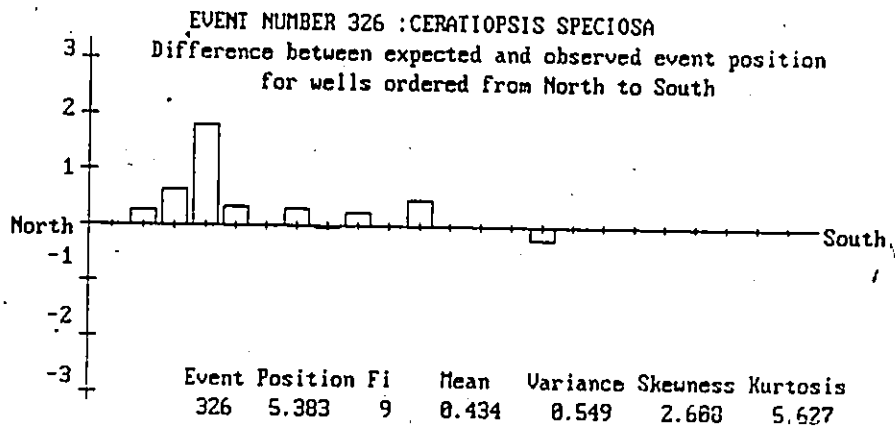 EVENT NUMBER 326 :CERATIOPSIS SPECIOSA
Difference between expected and observed event position
for wells ordered from North to South
3
2
1
North
South
-1
-2
-3
Event Position Fi Mean Variance Skewness Kurtosis
326 5.383 9 0.434 0.549 2.660 5.627